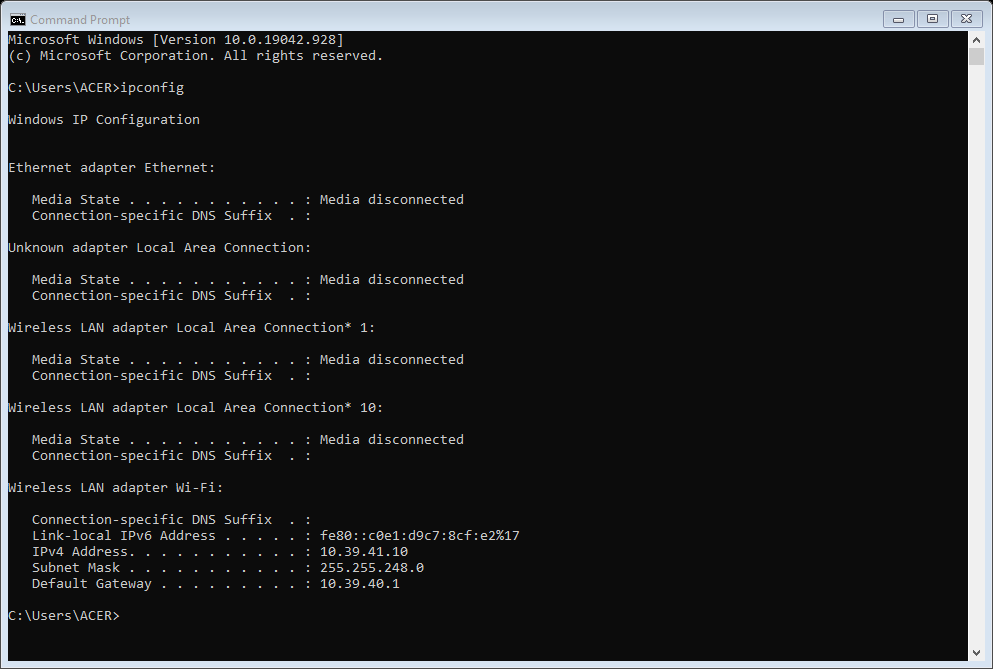 Command Prompt
Microsoft Windows [Version 10.0.19042.928]
(c) Microsoft Corporation. All rights reserved.
C:\Users\ACER>ipconfig
Windows IP Configuration
Ethernet adapter Ethernet:
   Media State . . . . . . . . . . . : Media disconnected
   Connection-specific DNS Suffix  . :
Unknown adapter Local Area Connection:
   Media State . . . . . . . . . . . : Media disconnected
   Connection-specific DNS Suffix  . :
Wireless LAN adapter Local Area Connection* 1:
   Media State . . . . . . . . . . . : Media disconnected
   Connection-specific DNS Suffix  . :
Wireless LAN adapter Local Area Connection* 10:
   Media State . . . . . . . . . . . : Media disconnected
   Connection-specific DNS Suffix  . :
Wireless LAN adapter Wi-Fi:
   Connection-specific DNS Suffix  . :
   Link-local IPv6 Address . . . . . : fe80::c0e1:d9c7:8cf:e2%17
   IPv4 Address. . . . . . . . . . . : 10.39.41.10
   Subnet Mask . . . . . . . . . . . : 255.255.248.0
   Default Gateway . . . . . . . . . : 10.39.40.1
C:\Users\ACER>